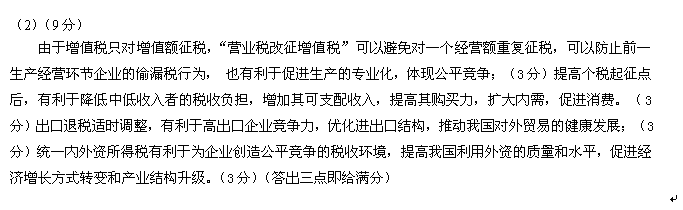 （2）（9分）
由于增值税只对增值额征税，“营业税改征增值税”可以避免对一个经营额重复征税，可以防止前一
生产经营环节企业的偷漏税行为， 也有利于促进生产的专业化，体现公平竞争；（3分）提高个税起征点
后，有利于降低中低收入者的税收负担，增加其可支配收入，提高其购买力，扩大内需，促进消费。（3
分）出口退税适时调整，有利于高出口企业竞争力，优化进出口结构，推动我国对外贸易的健康发展；（3
分）统一内外资所得税有利于为企业创造公平竞争的税收环境，提高我国利用外资的质量和水平，促进经
济增长方式转变和产业结构升级。（3分）（答出三点即给满分）